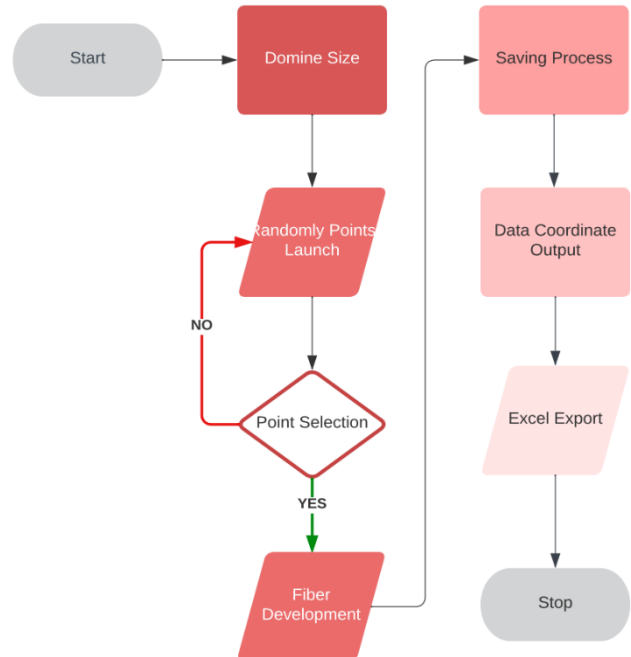 Start
Domine Size
Randomly Points
Launch
NO
Point Selection
YES
Fiber
Development
Saving Process
Data Coordinate
Output
Excel Export
Stop